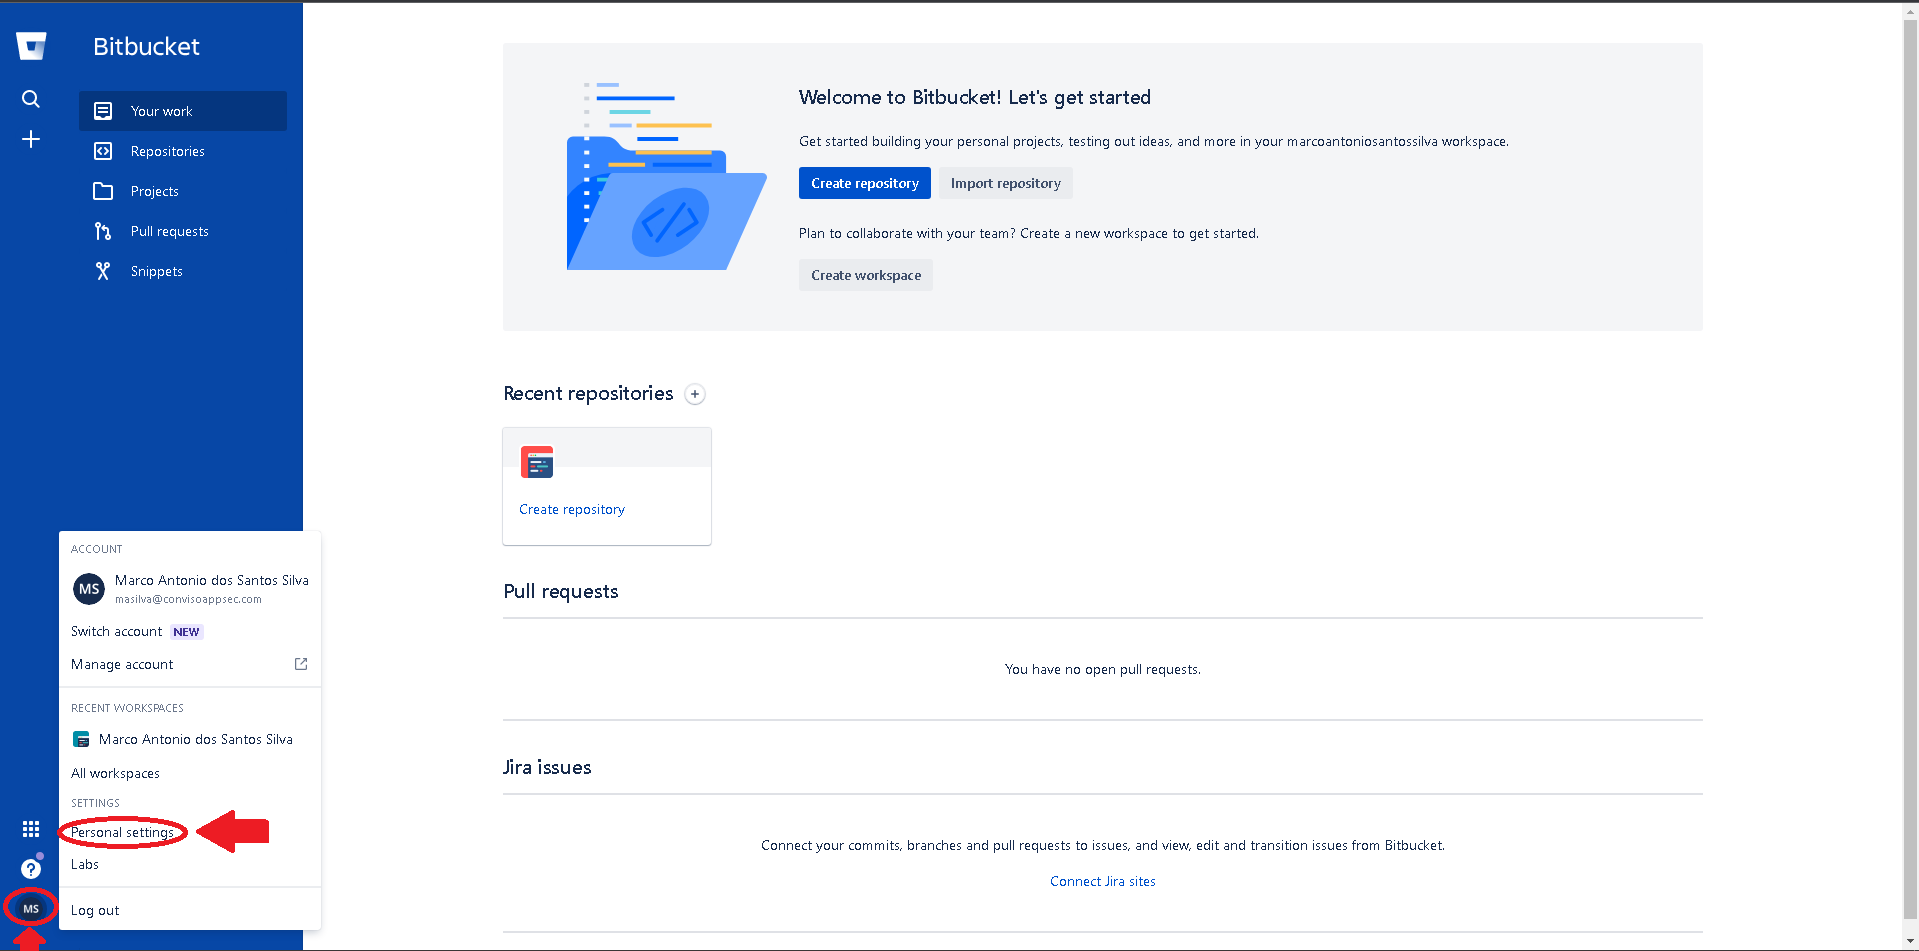 Bitbucket
Your work
Repositories
Projects
Pull requests
Snippets
Welcome to Bitbucket! Let's get started
Get started building your personal projects, testing out ideas, and more in your marcoantoniosantossilva workspace.
Create repository
Import repository
Plan to collaborate with your team? Create a new workspace to get started.
Create workspace
Recent repositories
Create repository
Pull requests
You have no open pull requests.
Jira issues
Connect your commits, branches and pull requests to issues, and view, edit and transition issues from Bitbucket.
Connect Jira sites
ACCOUNT
MS
Marco Antonio dos Santos Silva
masilva@convisoappsec.com
Switch account NEW
Manage account
RECENT WORKSPACES
Marco Antonio dos Santos Silva
All workspaces
SETTINGS
Personal settings
Labs
Log out
MS